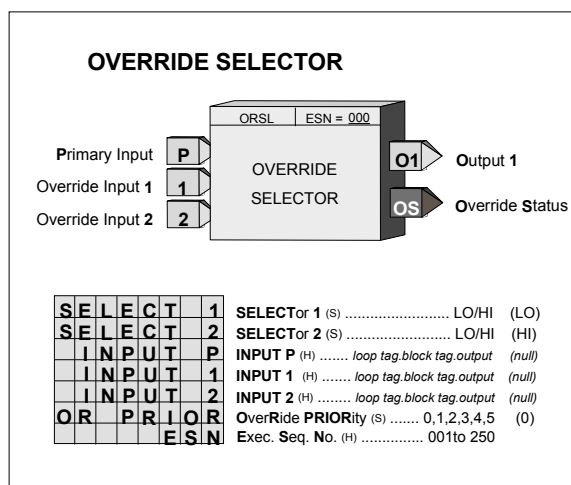 OVERRIDE SELECTOR
ORSL ESN = 000
Primary Input P
Override Input 1 1
Override Input 2 2
OVERRIDE
SELECTOR
O1 Output 1
OS Override Status
SELECT 1 SELECTor 1 (S) ........................ LO/HI (LO)
SELECT 2 SELECTor 2 (S) ....................... LO/HI (HI)
INPUT P INPUT P (H) ....... loop tag.block tag.output (null)
INPUT 1 INPUT 1 (H) ....... loop tag.block tag.output (null)
INPUT 2 INPUT 2 (H) ....... loop tag.block tag.output (null)
OR PRIOR OverRide PRIORity (S) ....... 0,1,2,3,4,5 (0)
ESN Exec. Seq. No. (H) ............... 001to 250